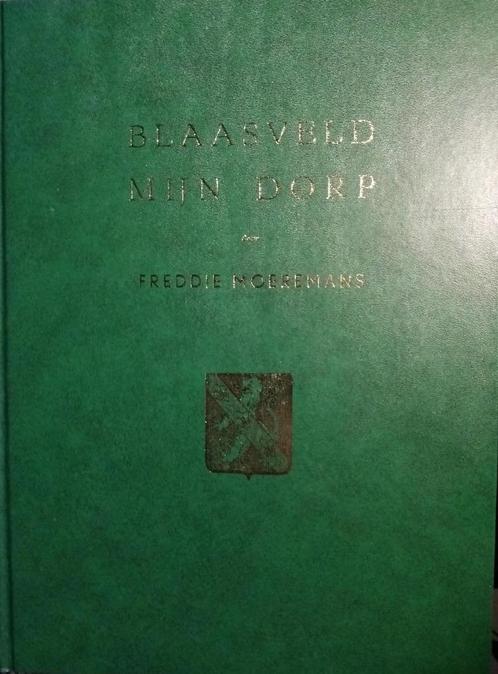 BLAASVELD
MIJN DORP
door
FREDDIE MOEREMANS